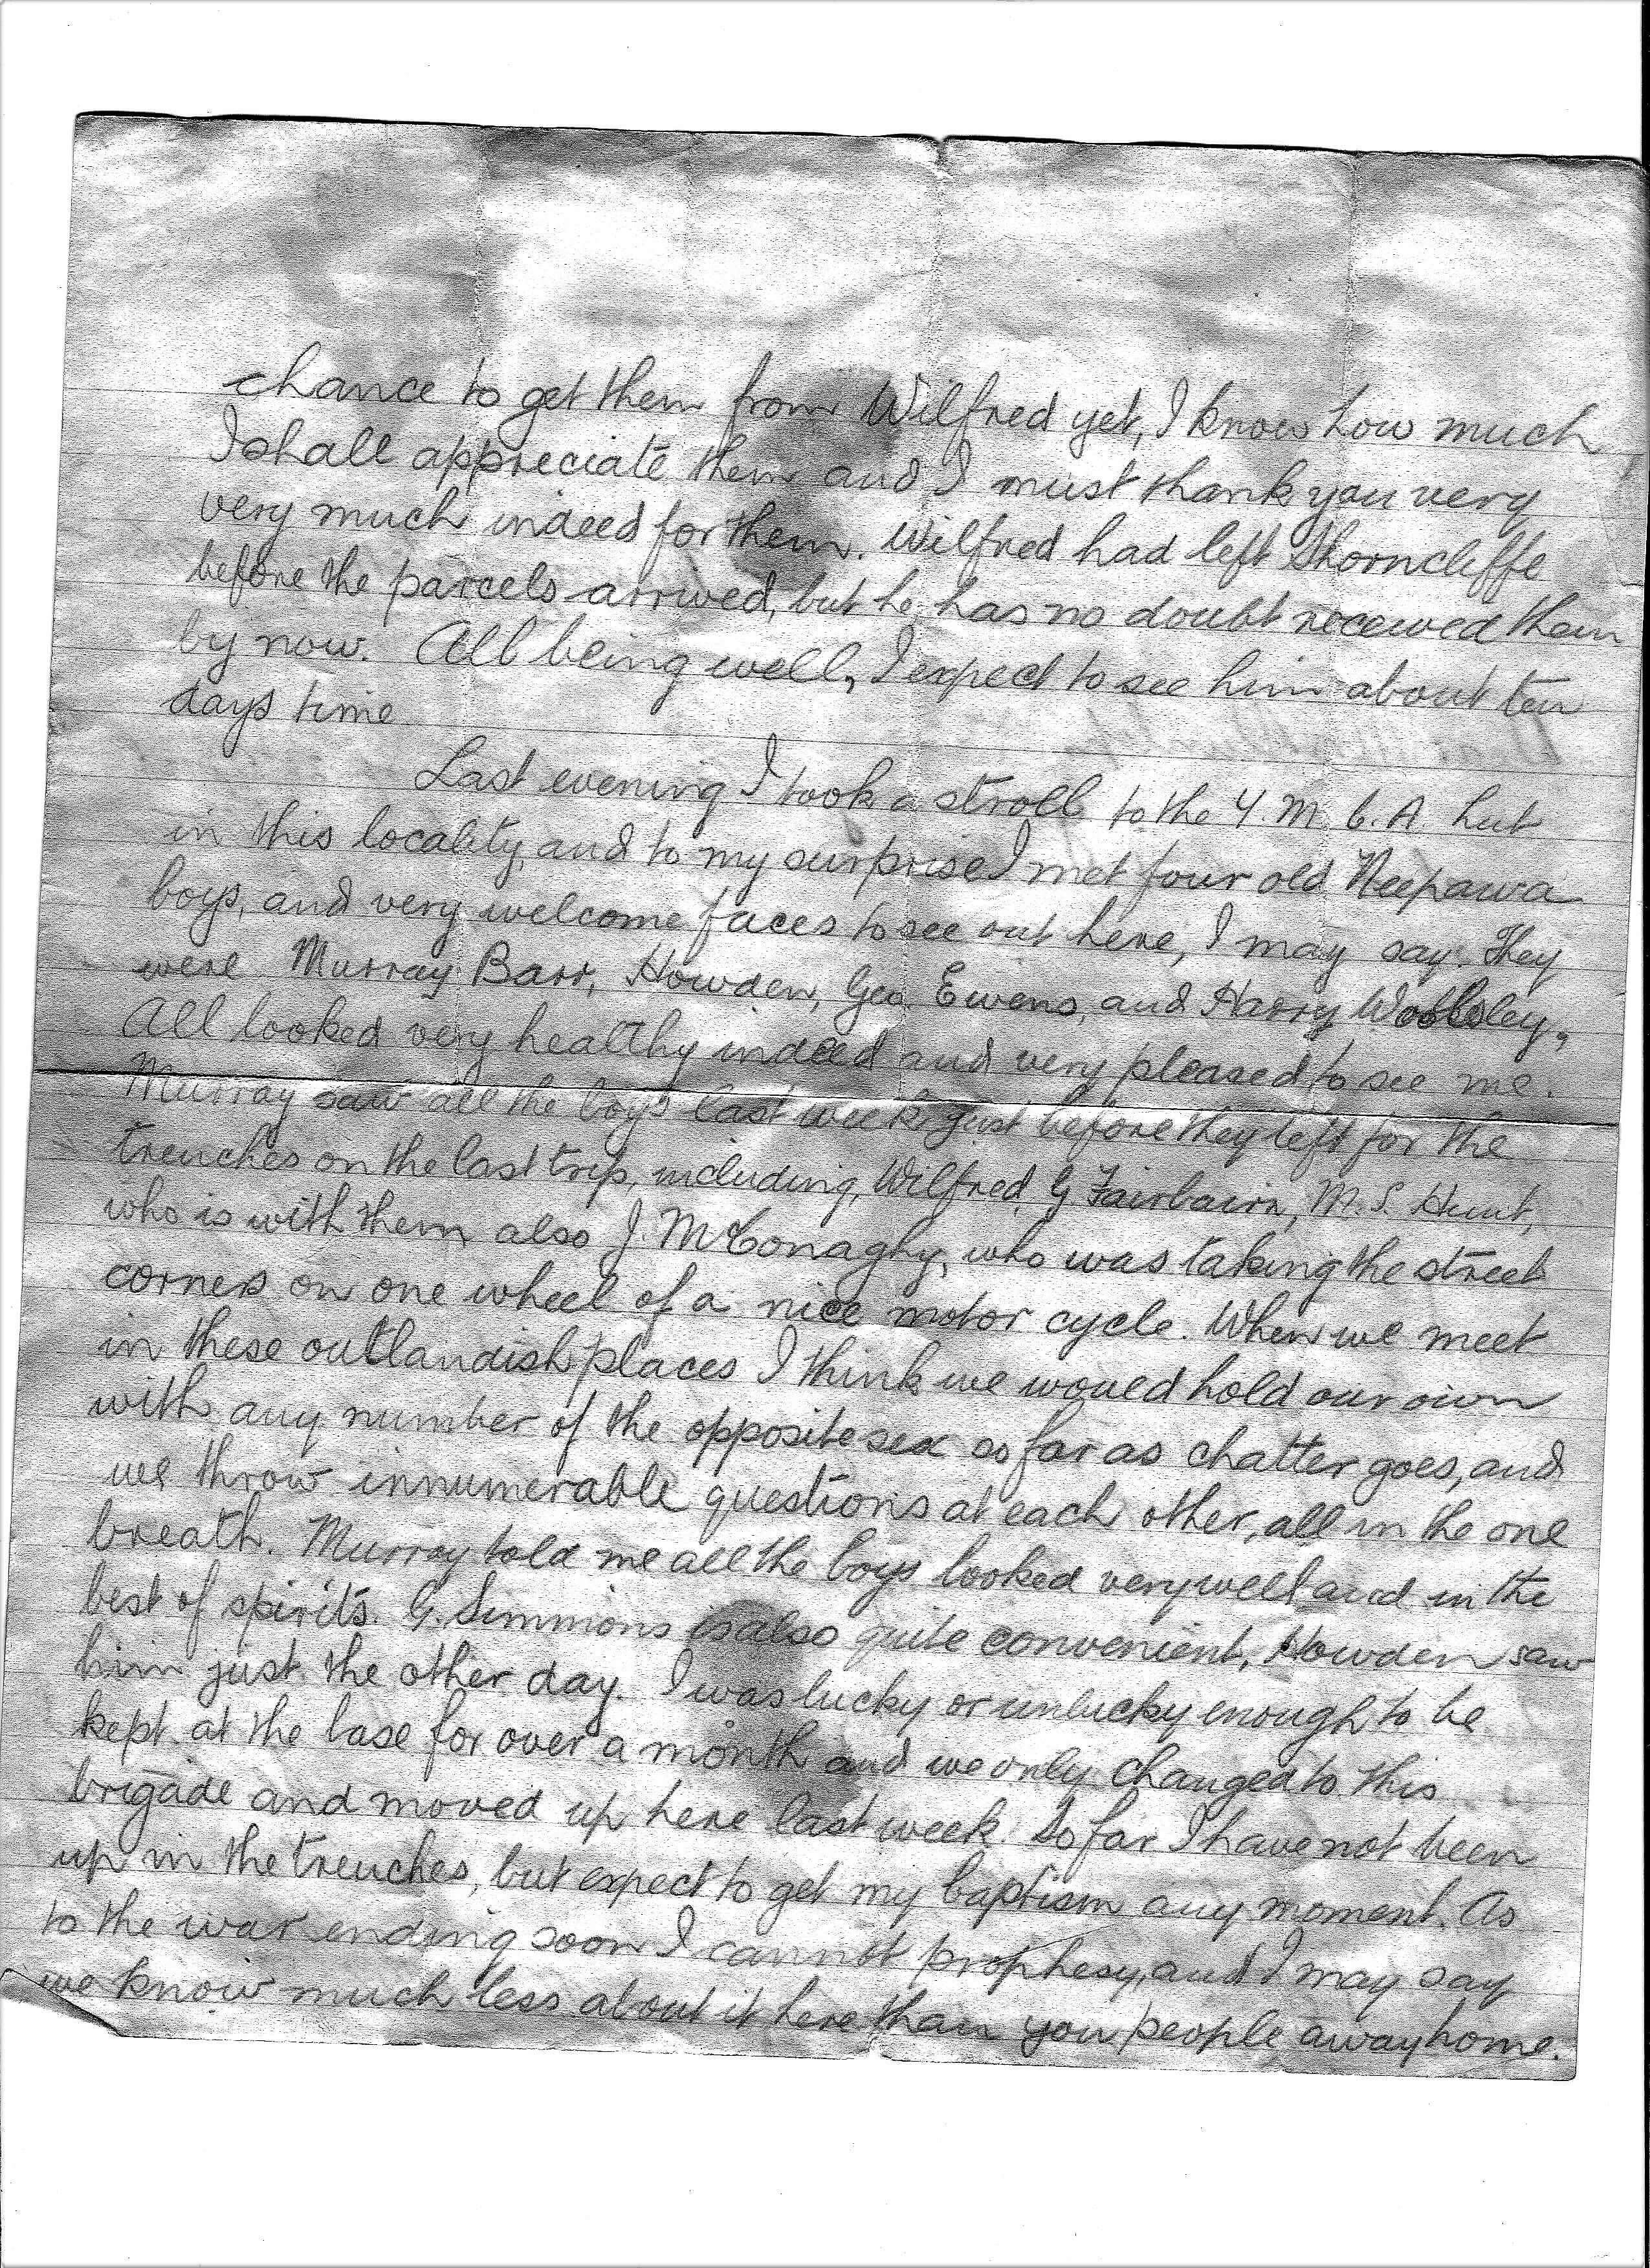 chance to get them from Wilfred yet, I know how much
I shall appreciate them and I must thank you very
very much indeed for them. Wilfred had left Shorncliffe
before the parcels arrived, but he has no doubt received them
by now. All being well, I expect to see him about ten
days time
Last evening I took a stroll to the Y.M.C.A. hut
in this locality, and to my surprise I met four old Neepawa
boys, and very welcome faces to see out here, I may say. They
were Murray Barr, Howden, Geo Ewens, and Harry Woolsley,
All looked very healthy indeed and very pleased to see me.
Murray saw all the boys last week just before they left for the
trenches on the last trip, including, Wilfred, G Fairbairn, M.S. Hunt,
who is with them also J. McConaghy, who was taking the street
corners on one wheel of a nice motor cycle. When we meet
in these outlandish places I think we would hold our own
with any number of the opposite sex as far as chatter goes, and
we throw innumerable questions at each other, all in the one
breath. Murray told me all the boys looked very well and in the
best of spirits. G. Simmions is also quite convenient, Howden saw
him just the other day. I was lucky or unlucky enough to be
kept at the base for over a month and we only changed to this
brigade and moved up here last week. So far I have not been
up in the trenches, but expect to get my baptism any moment. As
to the war ending soon I cannot prophesy, and I may say
we know much less about it here than you people away home.